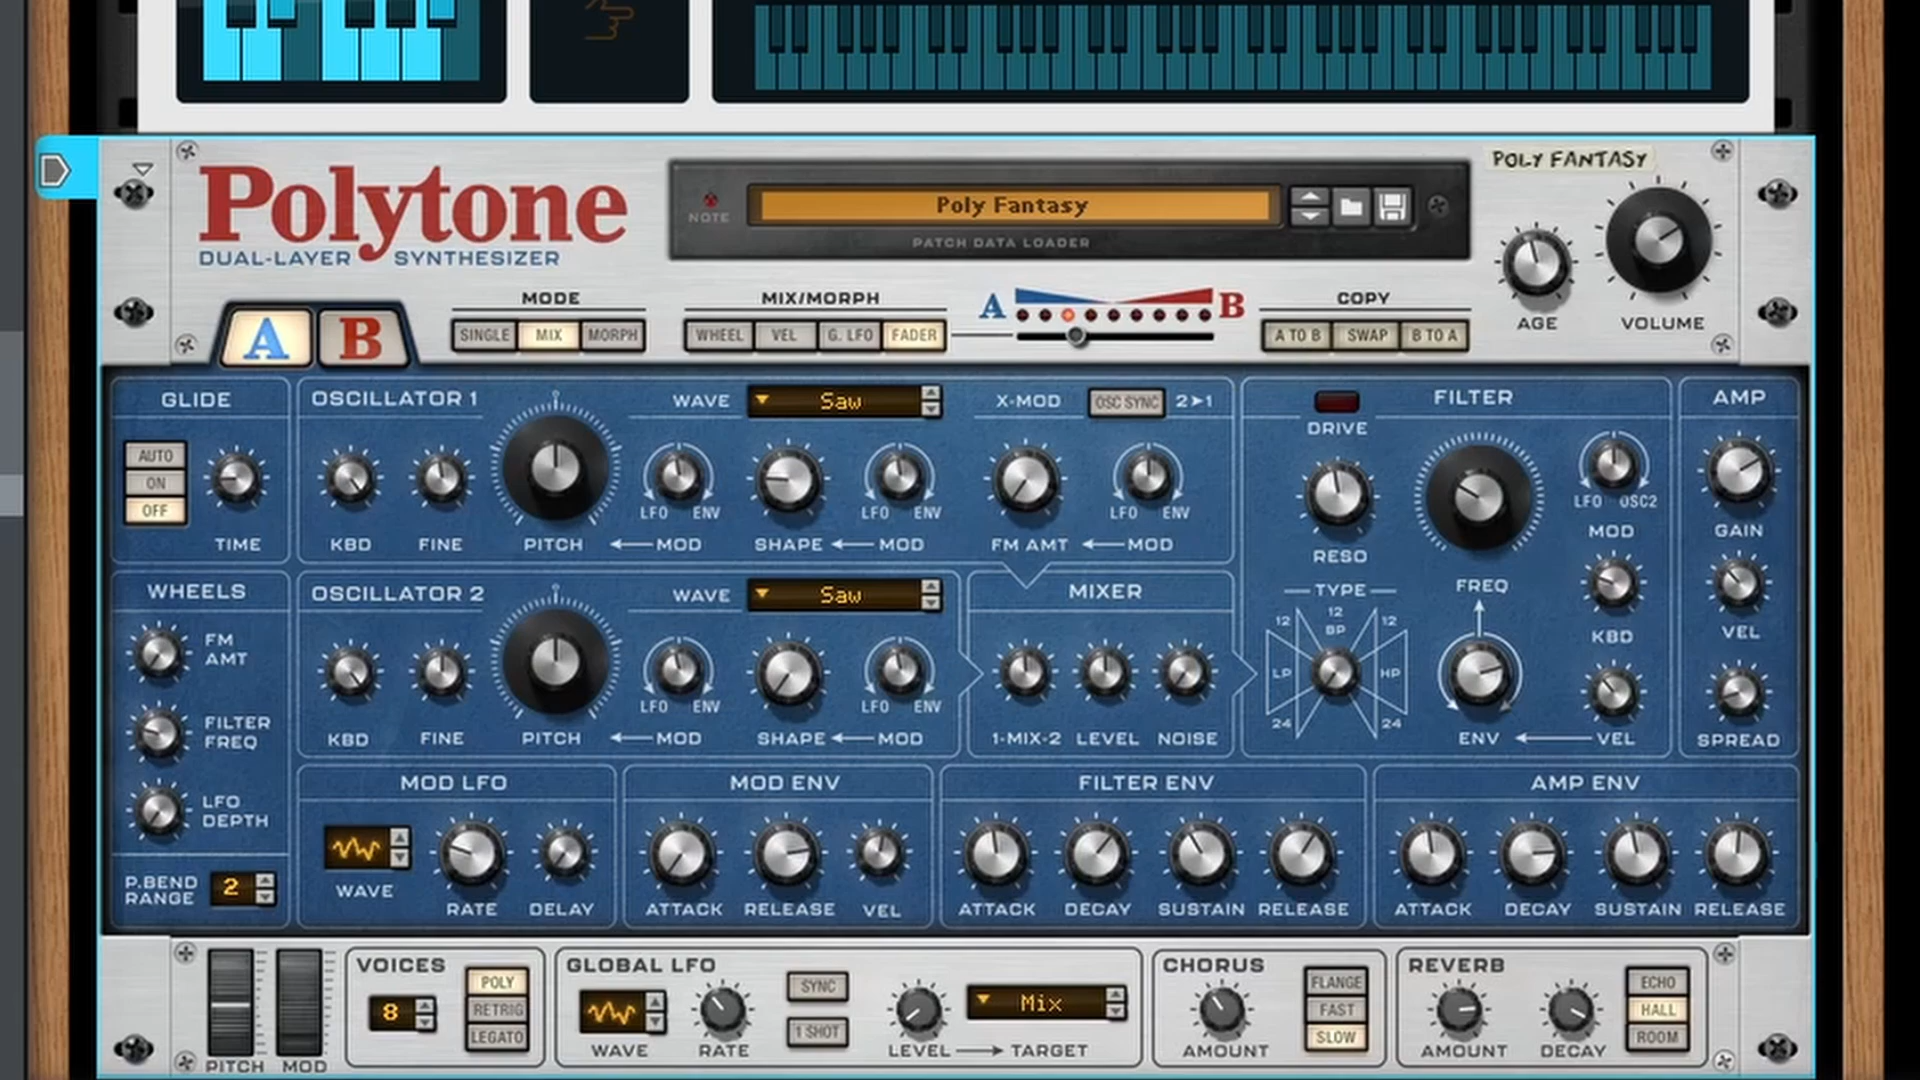 POLY FANTASY
Polytone
DUAL-LAYER SYNTHESIZER
NOTE
Poly Fantasy
PATCH DATA LOADER
AGE
VOLUME
A B
MODE
SINGLE MIX MORPH
MIX/MORPH
WHEEL VEL G. LFO FADER
A B
COPY
A TO B SWAP B TO A
GLIDE
AUTO
ON
OFF
TIME
OSCILLATOR 1
WAVE Saw
X-MOD OSC SYNC 2►1
LFO ENV LFO ENV LFO ENV
KBD FINE PITCH MOD SHAPE MOD FM AMT MOD
FILTER
DRIVE
RESO
FREQ
LFO OSC2
MOD
KBD
TYPE
12 12 12
BP
LP HP
24 24
ENV VEL
AMP
GAIN
VEL
SPREAD
WHEELS
FM
AMT
FILTER
FREQ
LFO
DEPTH
P.BEND
RANGE 2
OSCILLATOR 2
WAVE Saw
LFO ENV LFO ENV
KBD FINE PITCH MOD SHAPE MOD
MIXER
1-MIX-2 LEVEL NOISE
MOD LFO
WAVE RATE DELAY
MOD ENV
ATTACK RELEASE VEL
FILTER ENV
ATTACK DECAY SUSTAIN RELEASE
AMP ENV
ATTACK DECAY SUSTAIN RELEASE
PITCH MOD
VOICES
8
POLY
RETRIG
LEGATO
GLOBAL LFO
WAVE RATE
SYNC
1 SHOT
LEVEL TARGET
Mix
CHORUS
AMOUNT
FLANGE
FAST
SLOW
REVERB
AMOUNT DECAY
ECHO
HALL
ROOM